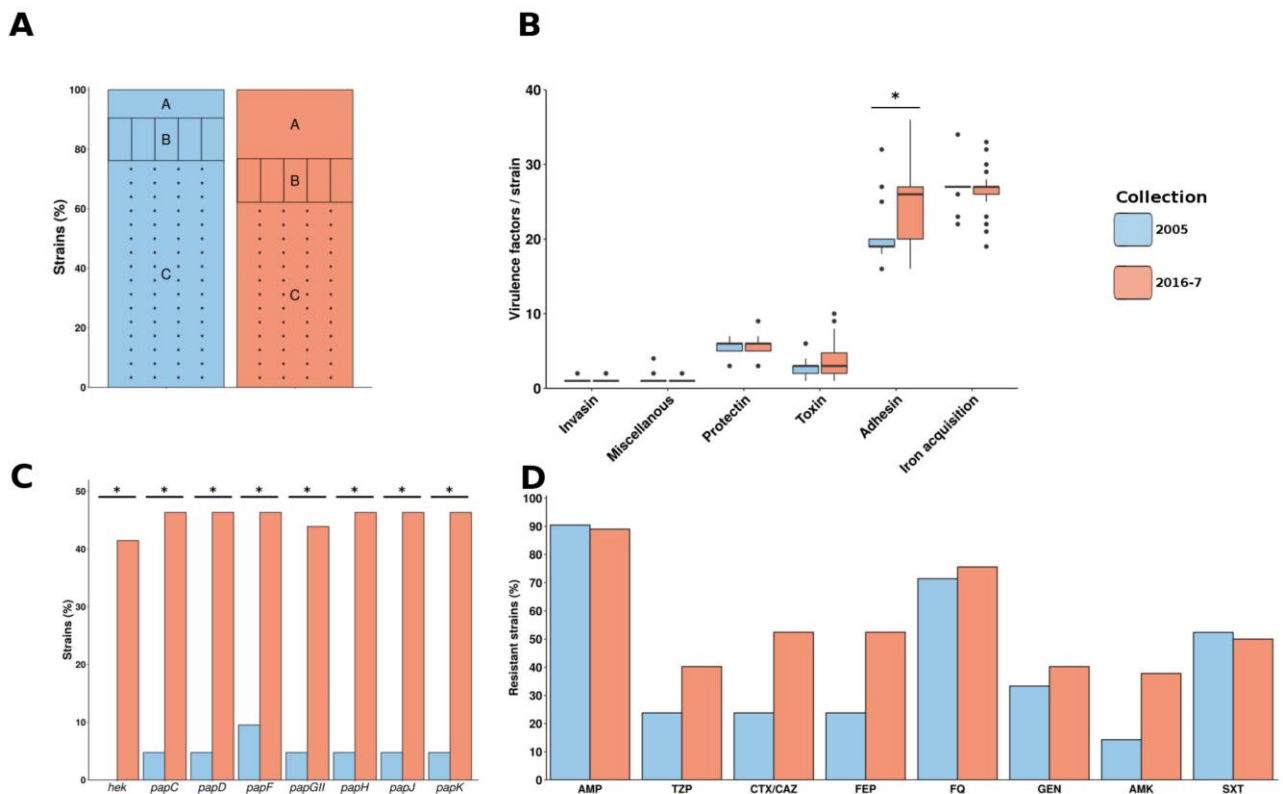 A
B
100
80
60
40
20
0
Strains (%)
A
B
C
A
B
C
40
30
20
10
0
Virulence factors / strain
*
Invasin
Miscellanous
Protectin
Toxin
Adhesin
Iron acquisition
Collection
2005
2016-7
C
D
50
40
30
20
10
0
Strains (%)
* * * * * * * *
hek papC papD papF papGII papH papJ papK
100
90
80
70
60
50
40
30
20
10
0
Resistant strains (%)
AMP TZP CTX/CAZ FEP FQ GEN AMK SXT